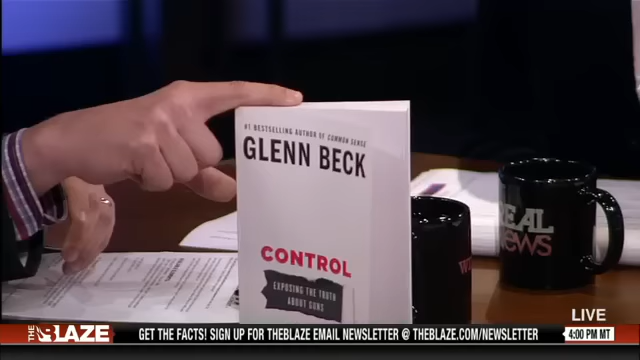 #1 BESTSELLING AUTHOR OF COMMON SENSE
GLENN BECK
CONTROL
EXPOSING THE TRUTH
ABOUT GUNS
REAL
NEWS
LIVE
THE BLAZE
GET THE FACTS! SIGN UP FOR THEBLAZE EMAIL NEWSLETTER @ THEBLAZE.COM/NEWSLETTER
4:00 PM MT